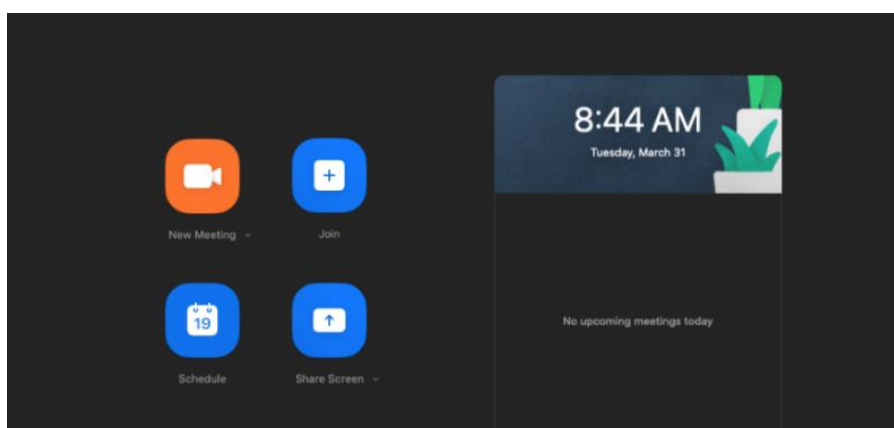 8:44 AM
Tuesday, March 31
New Meeting
Join
19
Schedule
Share Screen
No upcoming meetings today